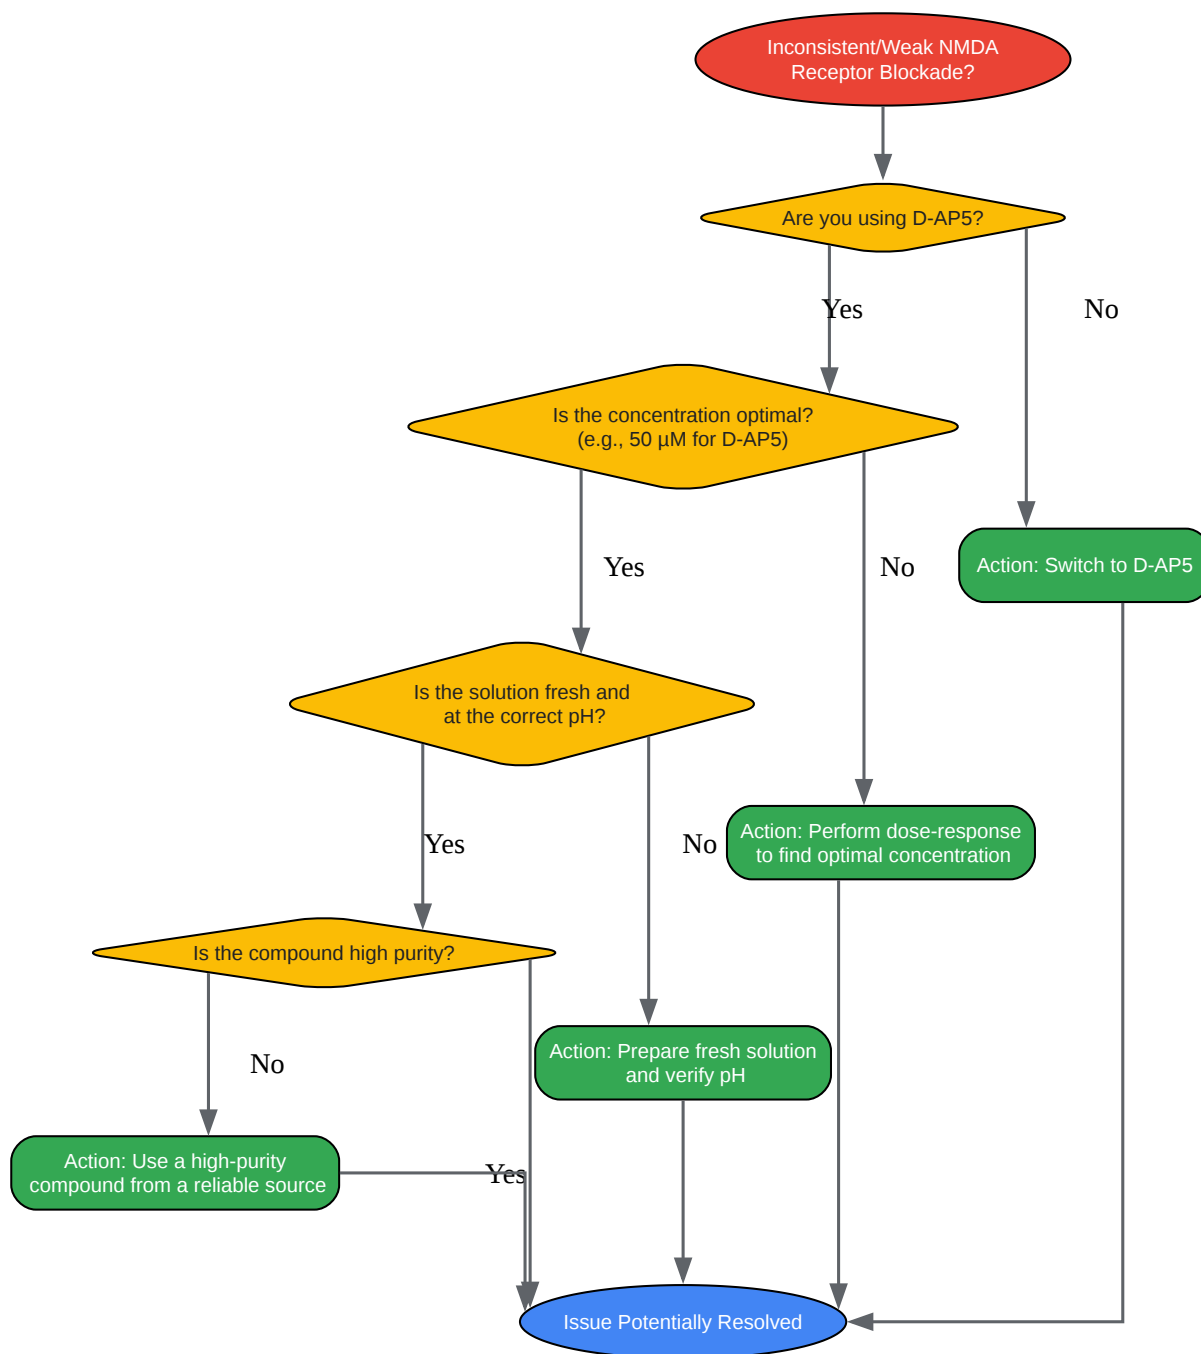 Inconsistent/Weak NMDA
Receptor Blockade?
Are you using D-AP5?
Yes
No
Is the concentration optimal?
(e.g., 50 µM for D-AP5)
Yes
No
Action: Switch to D-AP5
Is the solution fresh and
at the correct pH?
Yes
No
Action: Perform dose-response
to find optimal concentration
Is the compound high purity?
No
Action: Prepare fresh solution
and verify pH
Action: Use a high-purity
compound from a reliable source
Yes
Issue Potentially Resolved